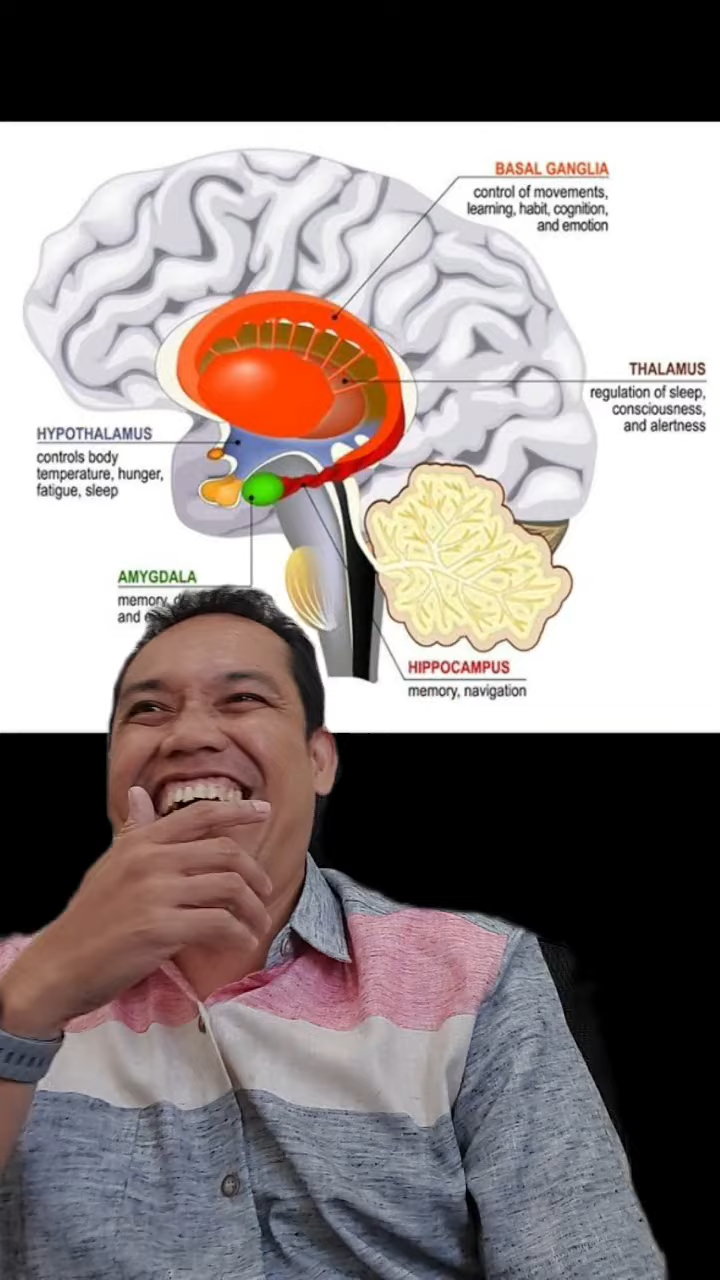 BASAL GANGLIA
control of movements,
learning, habit, cognition,
and emotion
THALAMUS
regulation of sleep,
consciousness,
and alertness
HYPOTHALAMUS
controls body
temperature, hunger,
fatigue, sleep
AMYGDALA
memory,
and
HIPPOCAMPUS
memory, navigation